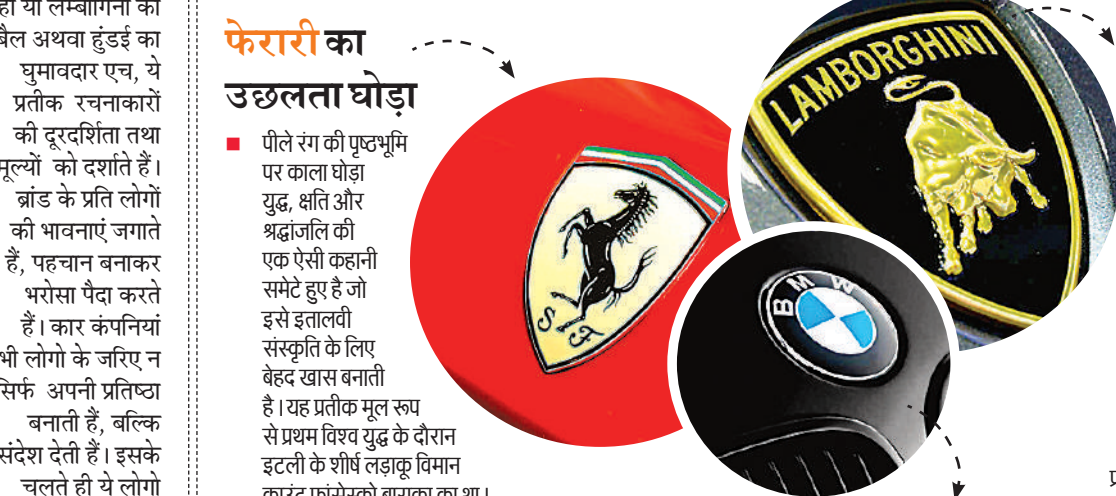 बैल अथवा हुंडई का
घुमावदार एच, ये
प्रतीक रचनाकारों
की दूरदर्शिता तथा
मूल्यों को दर्शाते हैं।
ब्रांड के प्रति लोगों
की भावनाएं जगाते
हैं, पहचान बनाकर
भरोसा पैदा करते
हैं। कार कंपनियां
भी लोगो के जरिए न
सिर्फ अपनी प्रतिष्ठा
बनाती हैं, बल्कि
संदेश देती हैं। इसके
चलते ही ये लोगो
फेरारी का
उछलता घोड़ा
पीले रंग की पृष्ठभूमि
पर काला घोड़ा
युद्ध, क्षति और
श्रद्धांजलि की
एक ऐसी कहानी
समेटे हुए है जो
इसे इतालवी
संस्कृति के लिए
बेहद खास बनाती
है। यह प्रतीक मूल रूप
से प्रथम विश्व युद्ध के दौरान
इटली के शीर्ष लड़ाकू विमान
S F
LAMBORGHINI
BMW